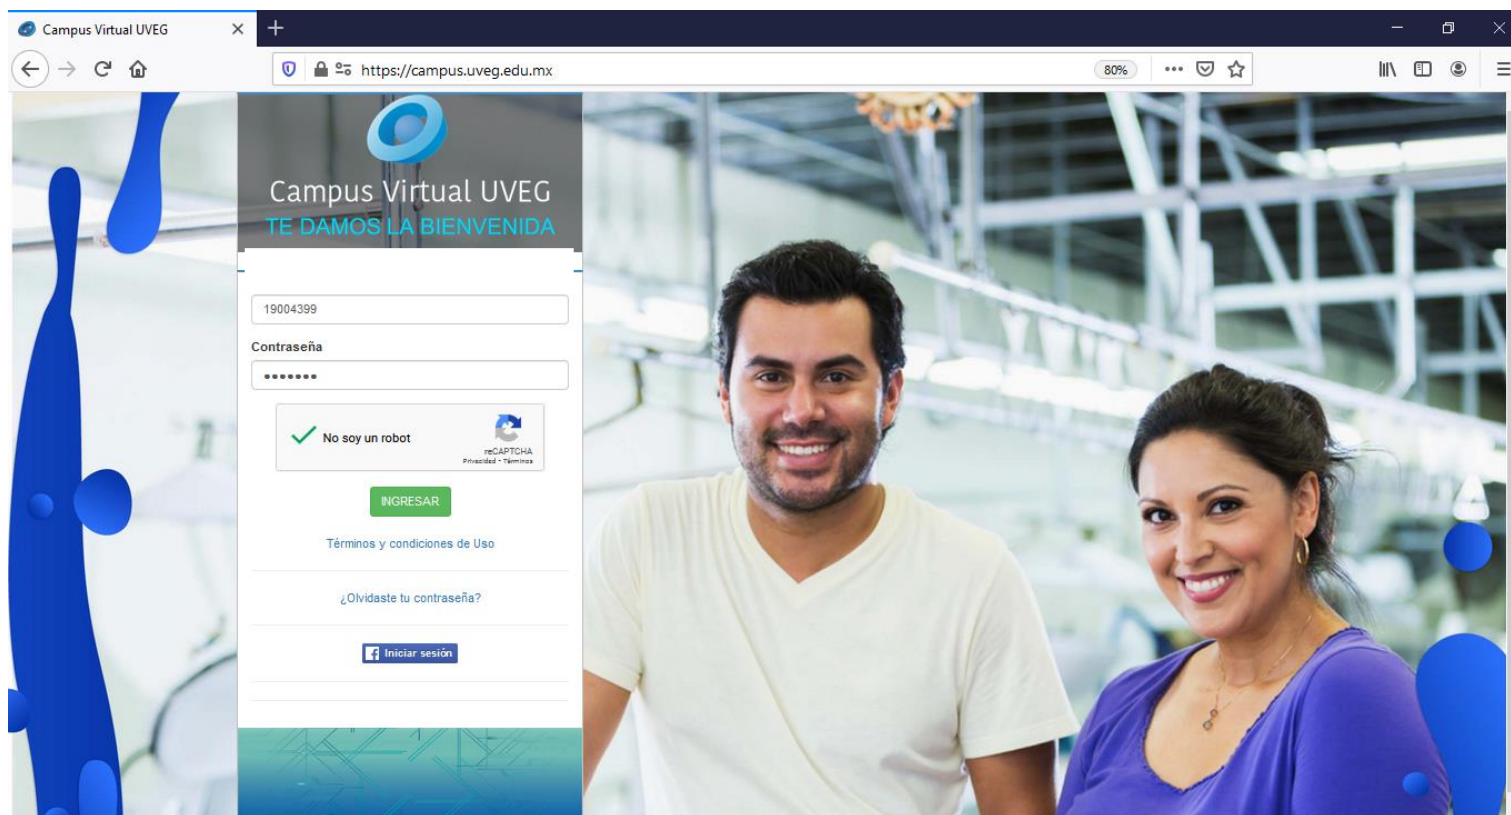 Campus Virtual UVEG
https://campus.uveg.edu.mx
80%
Campus Virtual UVEG
TE DAMOS LA BIENVENIDA
19004399
Contraseña
•••••••
No soy un robot
reCAPTCHA
Privacidad - Términos
INGRESAR
Términos y condiciones de Uso
¿Olvidaste tu contraseña?
Iniciar sesión